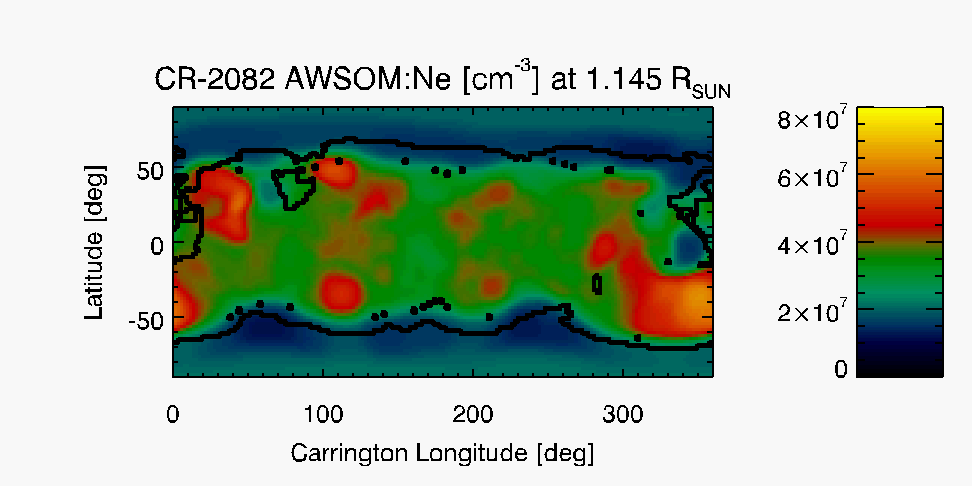 CR-2082 AWSOM:Ne [cm⁻³] at 1.145 R_SUN
8×10⁷
6×10⁷
4×10⁷
2×10⁷
0
Latitude [deg]
50
0
-50
0 100 200 300
Carrington Longitude [deg]